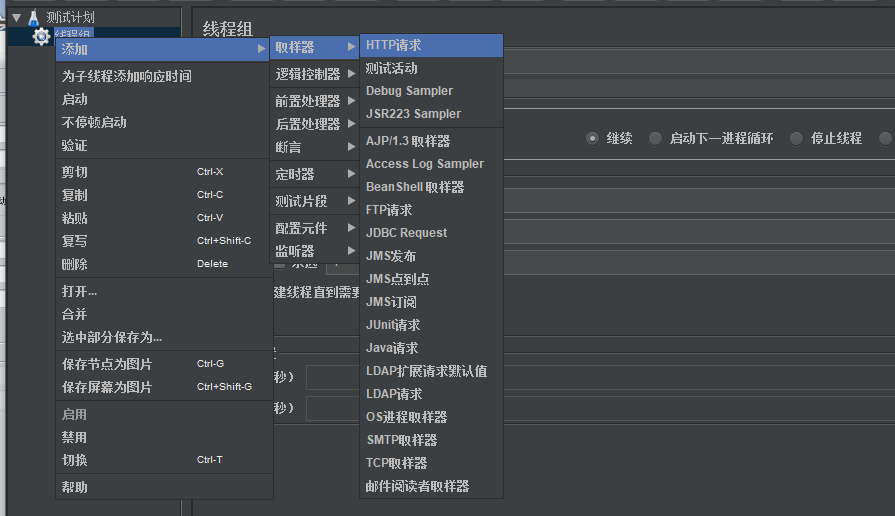 测试计划
线程组
线程组
添加
为子线程添加响应时间
启动
不停顿启动
验证
剪切 Ctrl-X
复制 Ctrl-C
粘贴 Ctrl-V
复写 Ctrl+Shift-C
删除 Delete
打开...
合并
选中部分保存为...
保存节点为图片 Ctrl-G
保存屏幕为图片 Ctrl+Shift-G
启用
禁用
切换 Ctrl-T
帮助
取样器
逻辑控制器
前置处理器
后置处理器
断言
定时器
测试片段
配置元件
监听器
HTTP请求
测试活动
Debug Sampler
JSR223 Sampler
AJP/1.3 取样器
Access Log Sampler
BeanShell 取样器
FTP请求
JDBC Request
JMS发布
JMS点到点
JMS订阅
JUnit请求
Java请求
LDAP扩展请求默认值
LDAP请求
OS进程取样器
SMTP取样器
TCP取样器
邮件阅读者取样器
继续 启动下一进程循环 停止线程
建线程直到需要
秒）
秒）